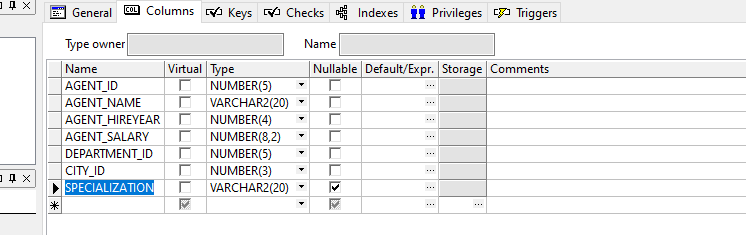 General COL Columns Keys Checks Indexes Privileges Triggers
Type owner Name
Name Virtual Type Nullable Default/Expr. Storage Comments
AGENT_ID NUMBER(5) ...
AGENT_NAME VARCHAR2(20) ...
AGENT_HIREYEAR NUMBER(4) ...
AGENT_SALARY NUMBER(8,2) ...
DEPARTMENT_ID NUMBER(5) ...
CITY_ID NUMBER(3) ...
SPECIALIZATION VARCHAR2(20) ...
... ...